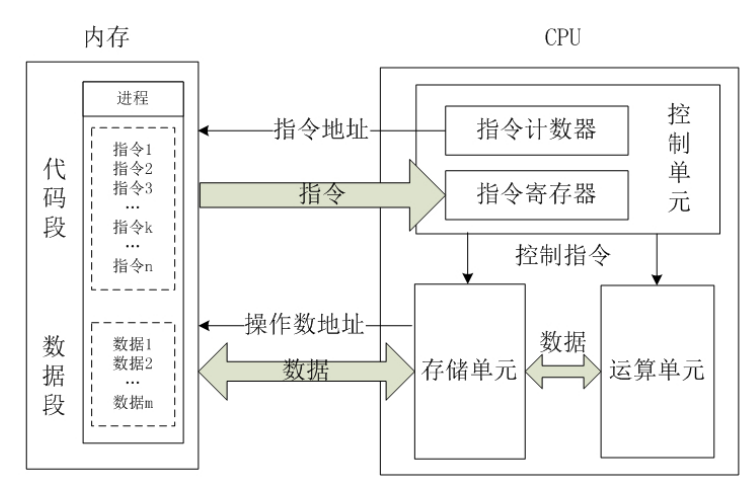 内存
CPU
进程
指令1
指令2
指令3
…
指令k
…
指令n
代码段
数据1
数据2
…
数据m
数据段
指令地址
指令
操作数地址
数据
指令计数器
指令寄存器
控制单元
控制指令
存储单元
数据
运算单元